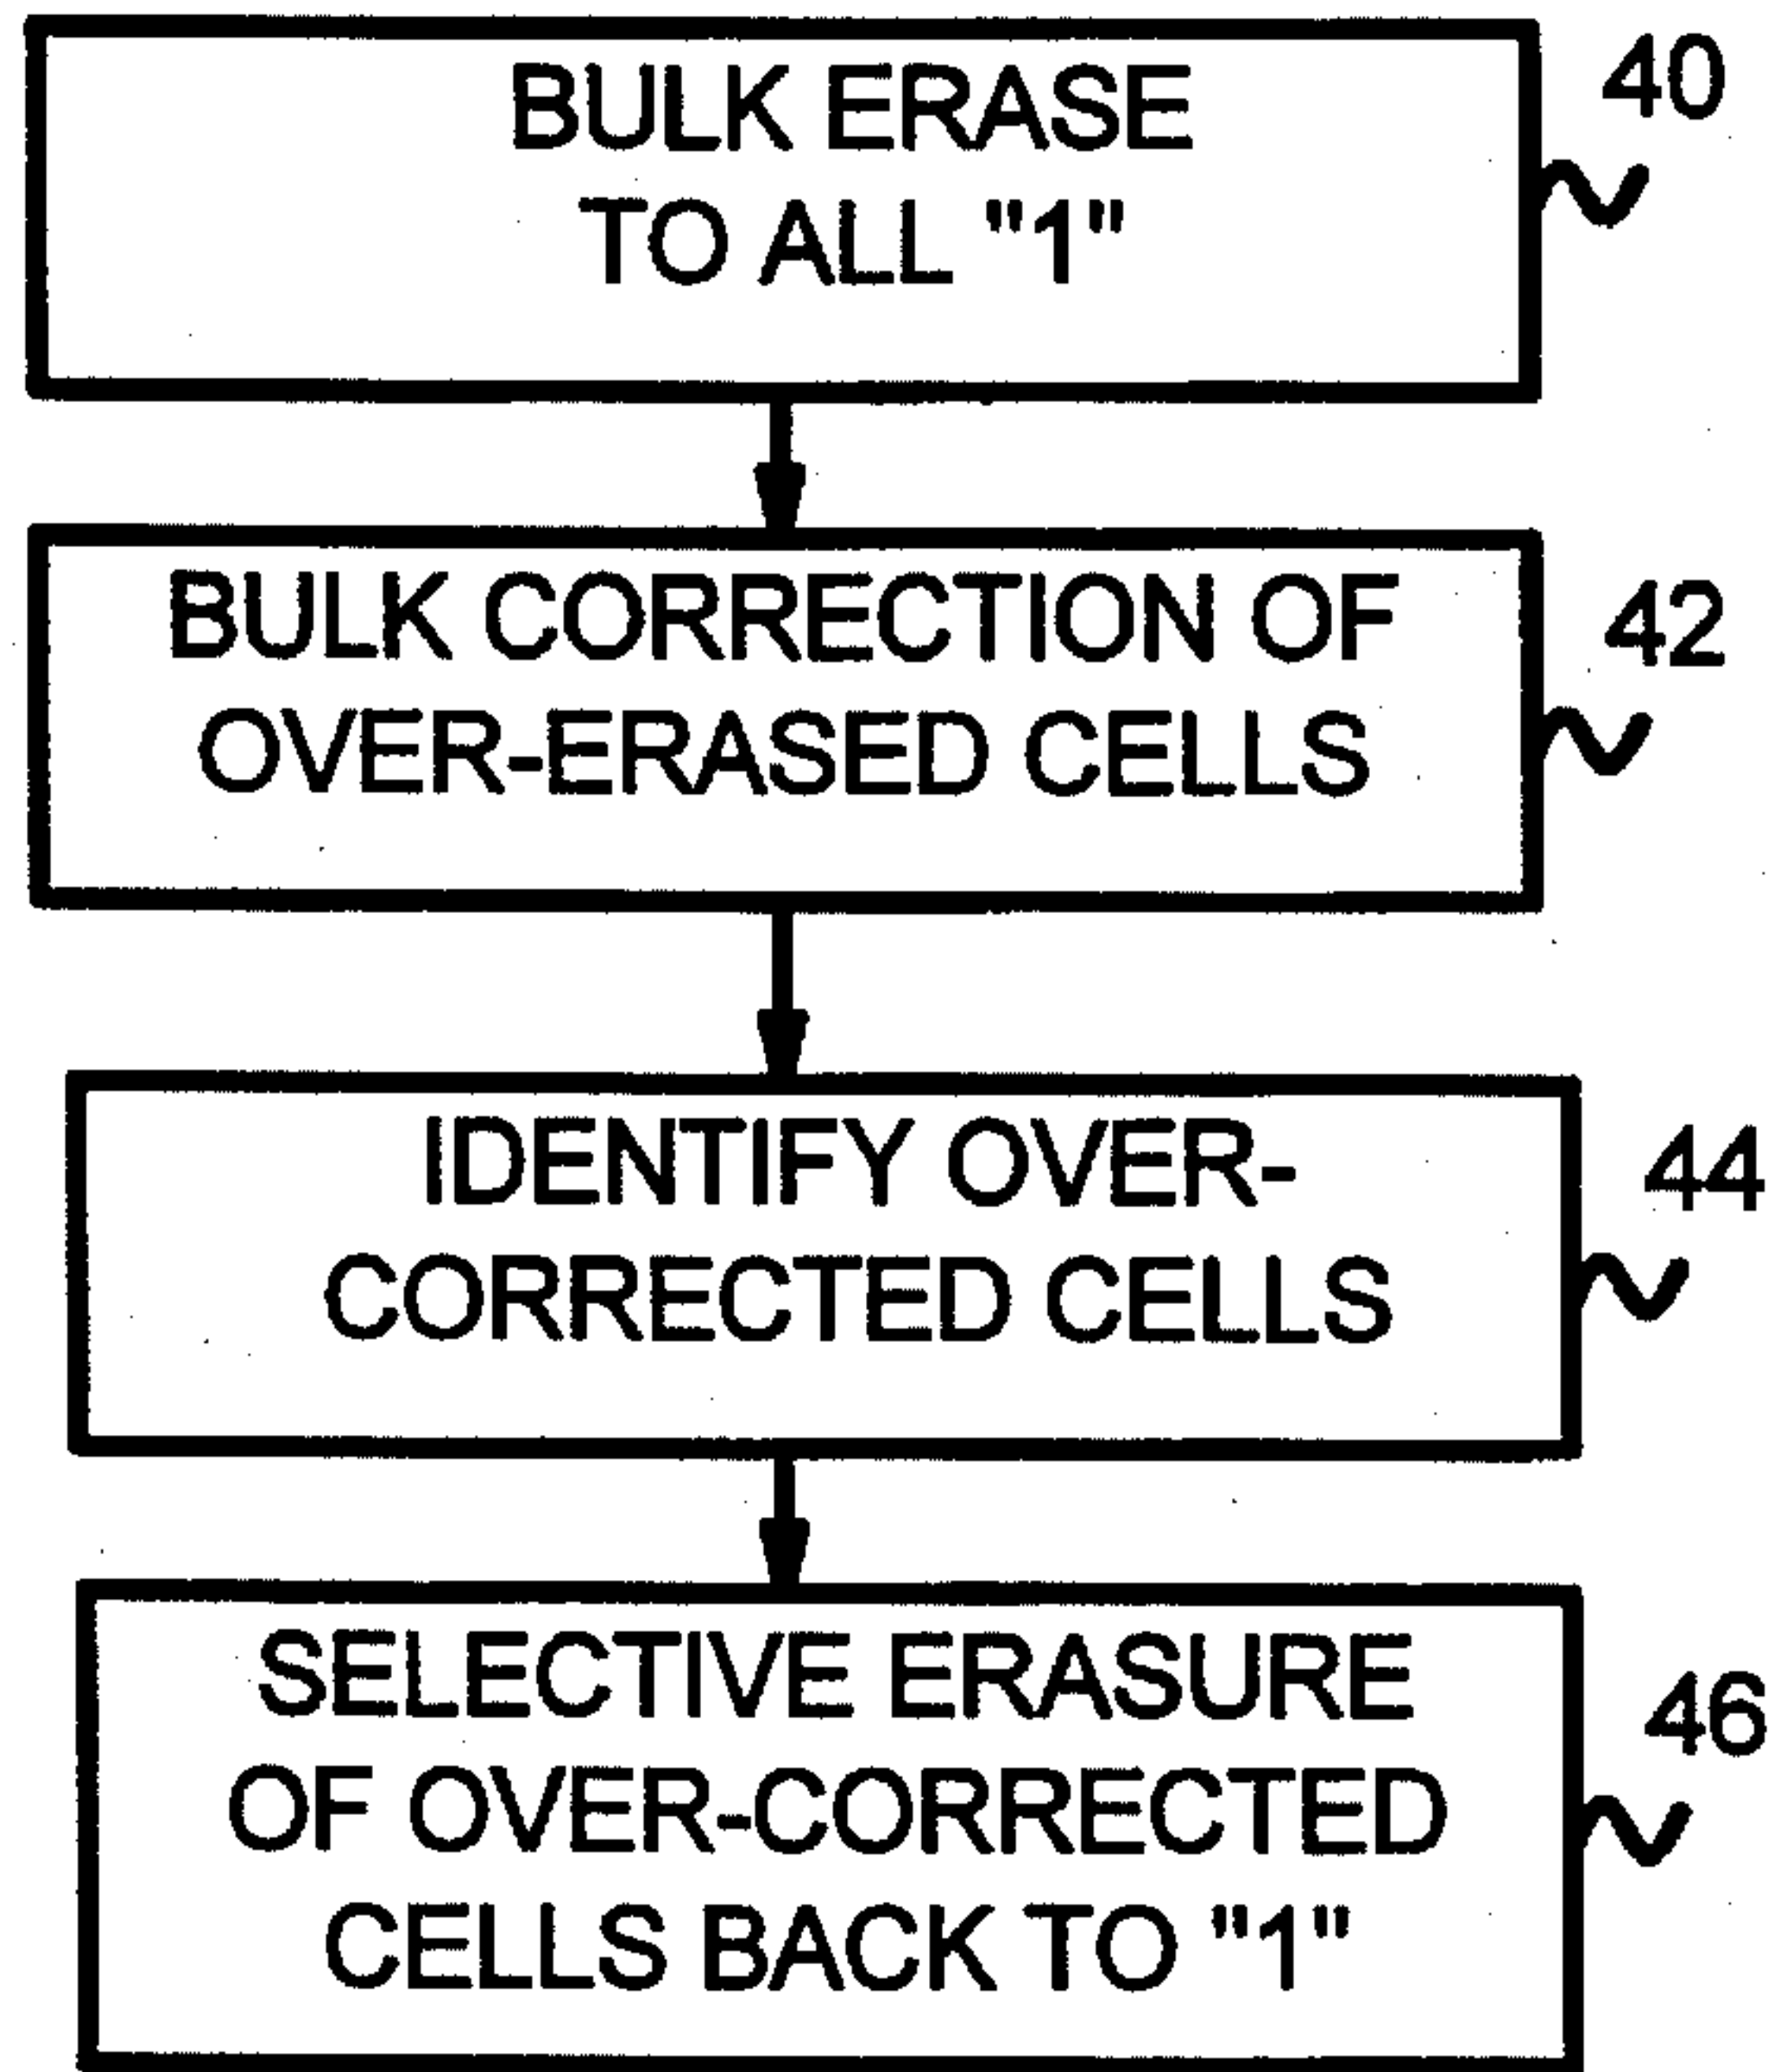 BULK ERASE
TO ALL "1"
40
BULK CORRECTION OF
OVER-ERASED CELLS
42
IDENTIFY OVER-
CORRECTED CELLS
44
SELECTIVE ERASURE
OF OVER-CORRECTED
CELLS BACK TO "1"
46